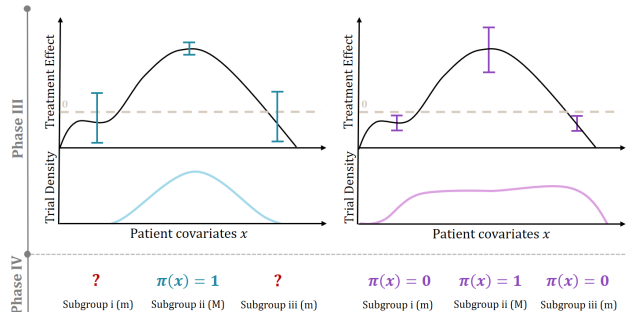 Phase III
Treatment Effect
0
Trial Density
Patient covariates x
Treatment Effect
0
Trial Density
Patient covariates x
Phase IV
?
π(x) = 1
?
Subgroup i (m)
Subgroup ii (M)
Subgroup iii (m)
π(x) = 0
π(x) = 1
π(x) = 0
Subgroup i (m)
Subgroup ii (M)
Subgroup iii (m)